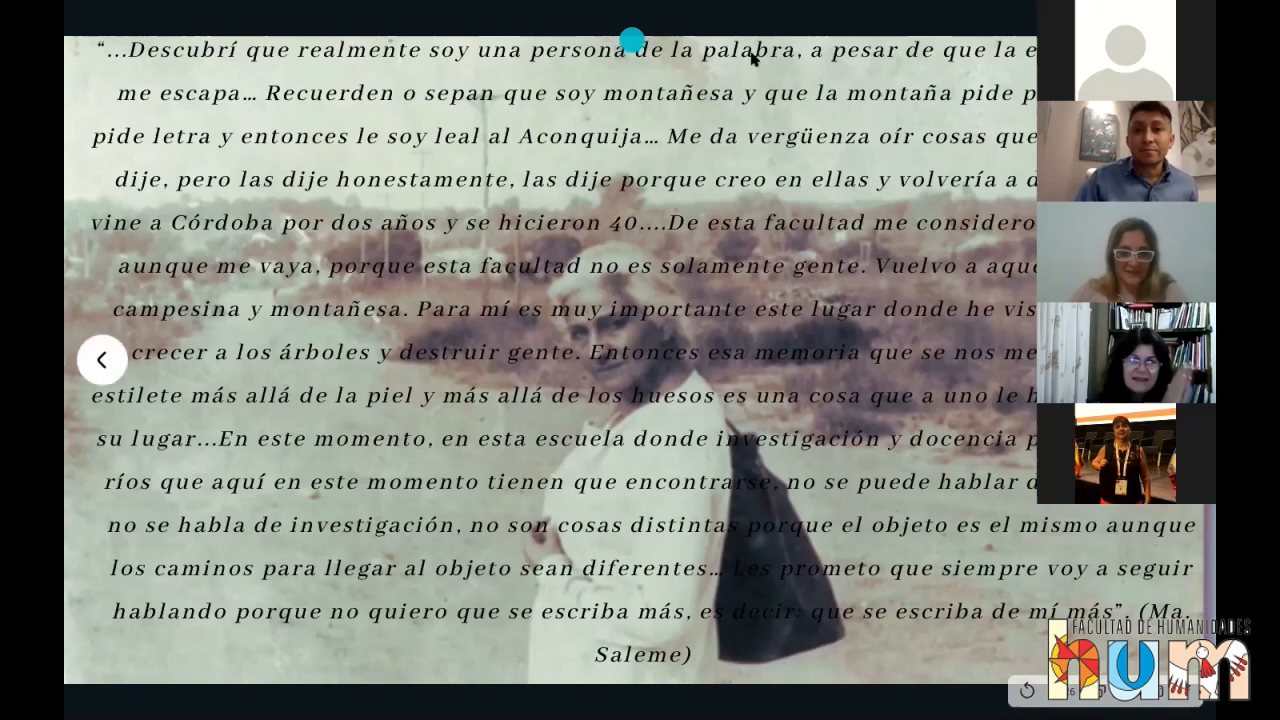 “...Descubrí que realmente soy una persona de la palabra, a pesar de que la e
me escapa... Recuerden o sepan que soy montañesa y que la montaña pide p
pide letra y entonces le soy leal al Aconquija... Me da vergüenza oír cosas que
dije, pero las dije honestamente, las dije porque creo en ellas y volvería a d
vine a Córdoba por dos años y se hicieron 40....De esta facultad me considero
aunque me vaya, porque esta facultad no es solamente gente. Vuelvo a aque
campesina y montañesa. Para mí es muy importante este lugar donde he vis
crecer a los árboles y destruir gente. Entonces esa memoria que se nos me
estilete más allá de la piel y más allá de los huesos es una cosa que a uno le h
su lugar...En este momento, en esta escuela donde investigación y docencia p
ríos que aquí en este momento tienen que encontrarse, no se puede hablar d
no se habla de investigación, no son cosas distintas porque el objeto es el mismo aunque
los caminos para llegar al objeto sean diferentes... Les prometo que siempre voy a seguir
hablando porque no quiero que se escriba más, es decir: que se escriba de mí más”. (Ma.
Saleme)
FACULTAD DE HUMANIDADES
hum